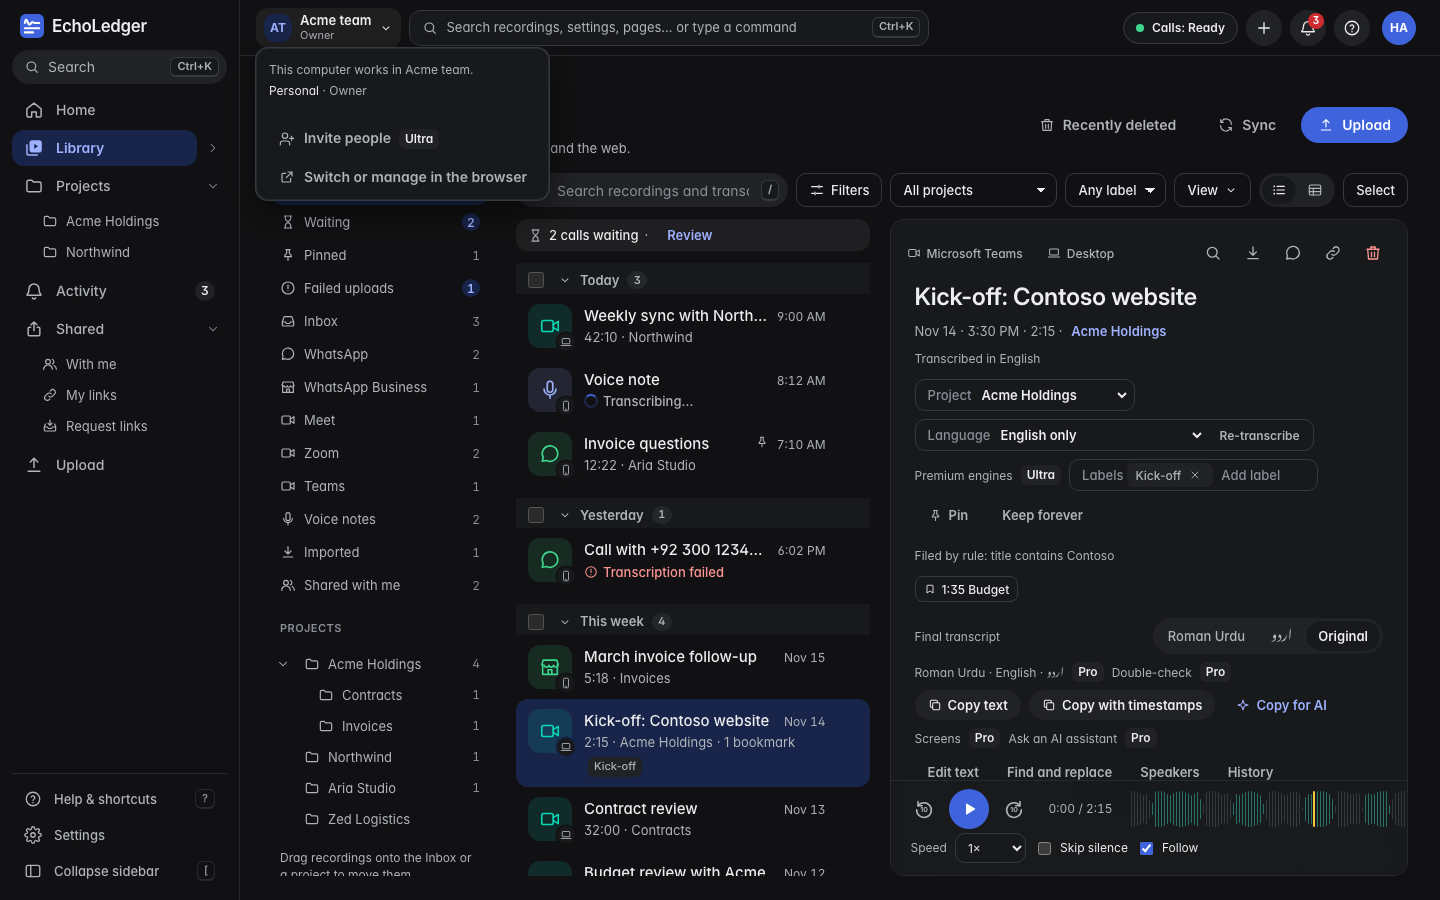 EchoLedger
Search Ctrl+K
Home
Library
Projects
Acme Holdings
Northwind
Activity 3
Shared
With me
My links
Request links
Upload
Help & shortcuts ?
Settings
Collapse sidebar [
AT Acme team
Owner
Search recordings, settings, pages... or type a command Ctrl+K
Calls: Ready
3
HA
This computer works in Acme team.
Personal · Owner
Invite people Ultra
Switch or manage in the browser
and the web.
Recently deleted
Sync
Upload
Search recordings and trans /
Filters
All projects
Any label
View
Select
Waiting 2
Pinned 1
Failed uploads 1
Inbox 3
WhatsApp 2
WhatsApp Business 1
Meet 1
Zoom 2
Teams 1
Voice notes 2
Imported 1
Shared with me 2
PROJECTS
Acme Holdings 4
Contracts 1
Invoices 1
Northwind 1
Aria Studio 1
Zed Logistics
Drag recordings onto the Inbox or
a project to move them
2 calls waiting · Review
Today 3
Weekly sync with North... 9:00 AM
42:10 · Northwind
Voice note 8:12 AM
Transcribing...
Invoice questions 7:10 AM
12:22 · Aria Studio
Yesterday 1
Call with +92 300 1234... 6:02 PM
Transcription failed
This week 4
March invoice follow-up Nov 15
5:18 · Invoices
Kick-off: Contoso website Nov 14
2:15 · Acme Holdings · 1 bookmark
Kick-off
Contract review Nov 13
32:00 · Contracts
Budget review with Acme Nov 12
Microsoft Teams Desktop
Kick-off: Contoso website
Nov 14 · 3:30 PM · 2:15 · Acme Holdings
Transcribed in English
Project Acme Holdings
Language English only Re-transcribe
Premium engines Ultra Labels Kick-off × Add label
Pin Keep forever
Filed by rule: title contains Contoso
1:35 Budget
Final transcript Roman Urdu اردو Original
Roman Urdu · English · اردو Pro Double-check Pro
Copy text Copy with timestamps Copy for AI
Screens Pro Ask an AI assistant Pro
Edit text Find and replace Speakers History
10 10 0:00 / 2:15
Speed 1× Skip silence Follow